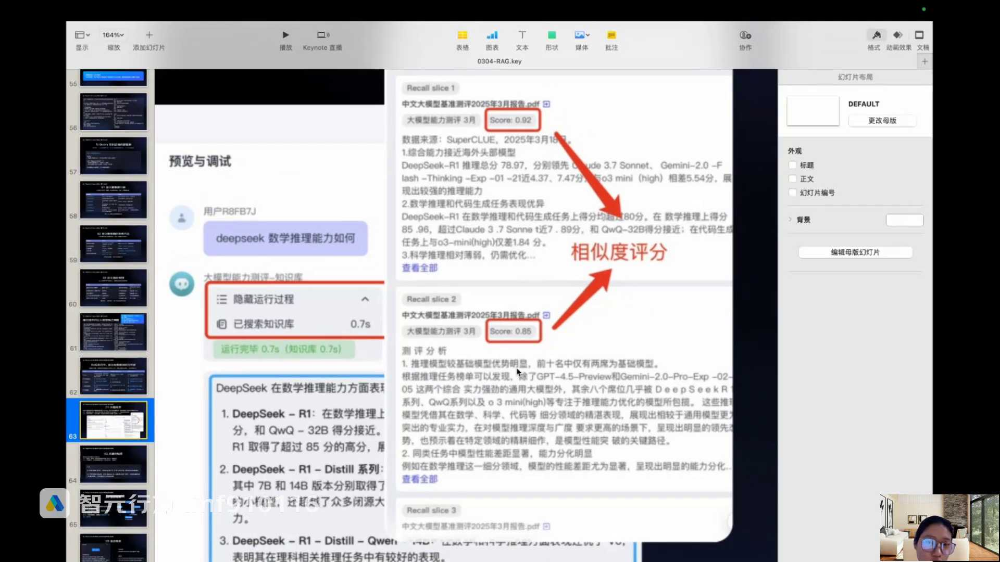 显示
164%
缩放
添加幻灯片
播放
Keynote 直播
表格
图表
文本
形状
媒体
批注
协作
格式
动画效果
文稿
0304-RAG.key
55
56
57
58
59
60
61
62
63
64
65
预览与调试
用户R8FB7J
deepseek 数学推理能力如何
大模型能力测评-知识库
隐藏运行过程
已搜索知识库 0.7s
运行完毕 0.7s（知识库 0.7s）
DeepSeek 在数学推理能力方面表现
1. DeepSeek - R1：在数学推理上
分，和 QwQ - 32B 得分接近。
R1 取得了超过 85 分的高分，展
2. DeepSeek - R1 - Distill 系列：
其中 7B 和 14B 版本分别取得了
了众多闭源大
力。
3. DeepSeek - R1 - Distill - Qwen
表明其在理科相关推理任务中有较好的表现。
Recall slice 1
中文大模型基准测评2025年3月报告.pdf
大模型能力测评 3月 Score: 0.92
数据来源：SuperCLUE，2025年3月18日。
1.综合能力接近海外头部模型
DeepSeek-R1 推理总分 78.97，分别领先 Claude 3.7 Sonnet、 Gemini-2.0 -F
lash -Thinking -Exp -01 -21近4.37、7.47分，与o3 mini（high）相差5.54分，展
现出较强的推理能力
2.数学推理和代码生成任务表现优异
DeepSeek-R1 在数学推理和代码生成任务上得分均超过80分。在 数学推理上得分
85 .96，超过Claude 3 .7 Sonne t近7 . 89分，和 QwQ-32B得分接近；在代码生成
任务上与o3-mini(high)仅差1.84 分。
3.科学推理相对薄弱，仍需优化...
查看全部
相似度评分
Recall slice 2
中文大模型基准测评2025年3月报告.pdf
大模型能力测评 3月 Score: 0.85
测 评 分 析
1. 推理模型较基础模型优势明显，前十名中仅有两席为基础模型。
根据推理任务榜单可以发现，除了GPT-4.5-Preview和Gemini-2.0-Pro-Exp -02-
05 这两个综合 实力强劲的通用大模型外，其余八个席位几乎被 D e e p S e e k R 1
系列、QwQ系列以及 o 3 mini(high)等专注于推理能力优化的模型所包揽。 这些推理
模型凭借其在数学、科学、代码等 细分领域的精湛表现，展现出相较于通用模型更为
突出的专业实力，在对模型推理深度与广度 要求更高的场景下，呈现出明显的领先态
势，也预示着在特定领域的精耕细作，是模型性能突 破的关键路径。
2. 同类任务中模型性能差距显著，能力分化明显
例如在数学推理这一细分领域，模型的性能差距尤为显著，呈现出明显的能力分化...
查看全部
Recall slice 3
中文大模型基准测评2025年3月报告.pdf
幻灯片布局
DEFAULT
更改母版
外观
标题
正文
幻灯片编号
背景
编辑母版幻灯片
智元行